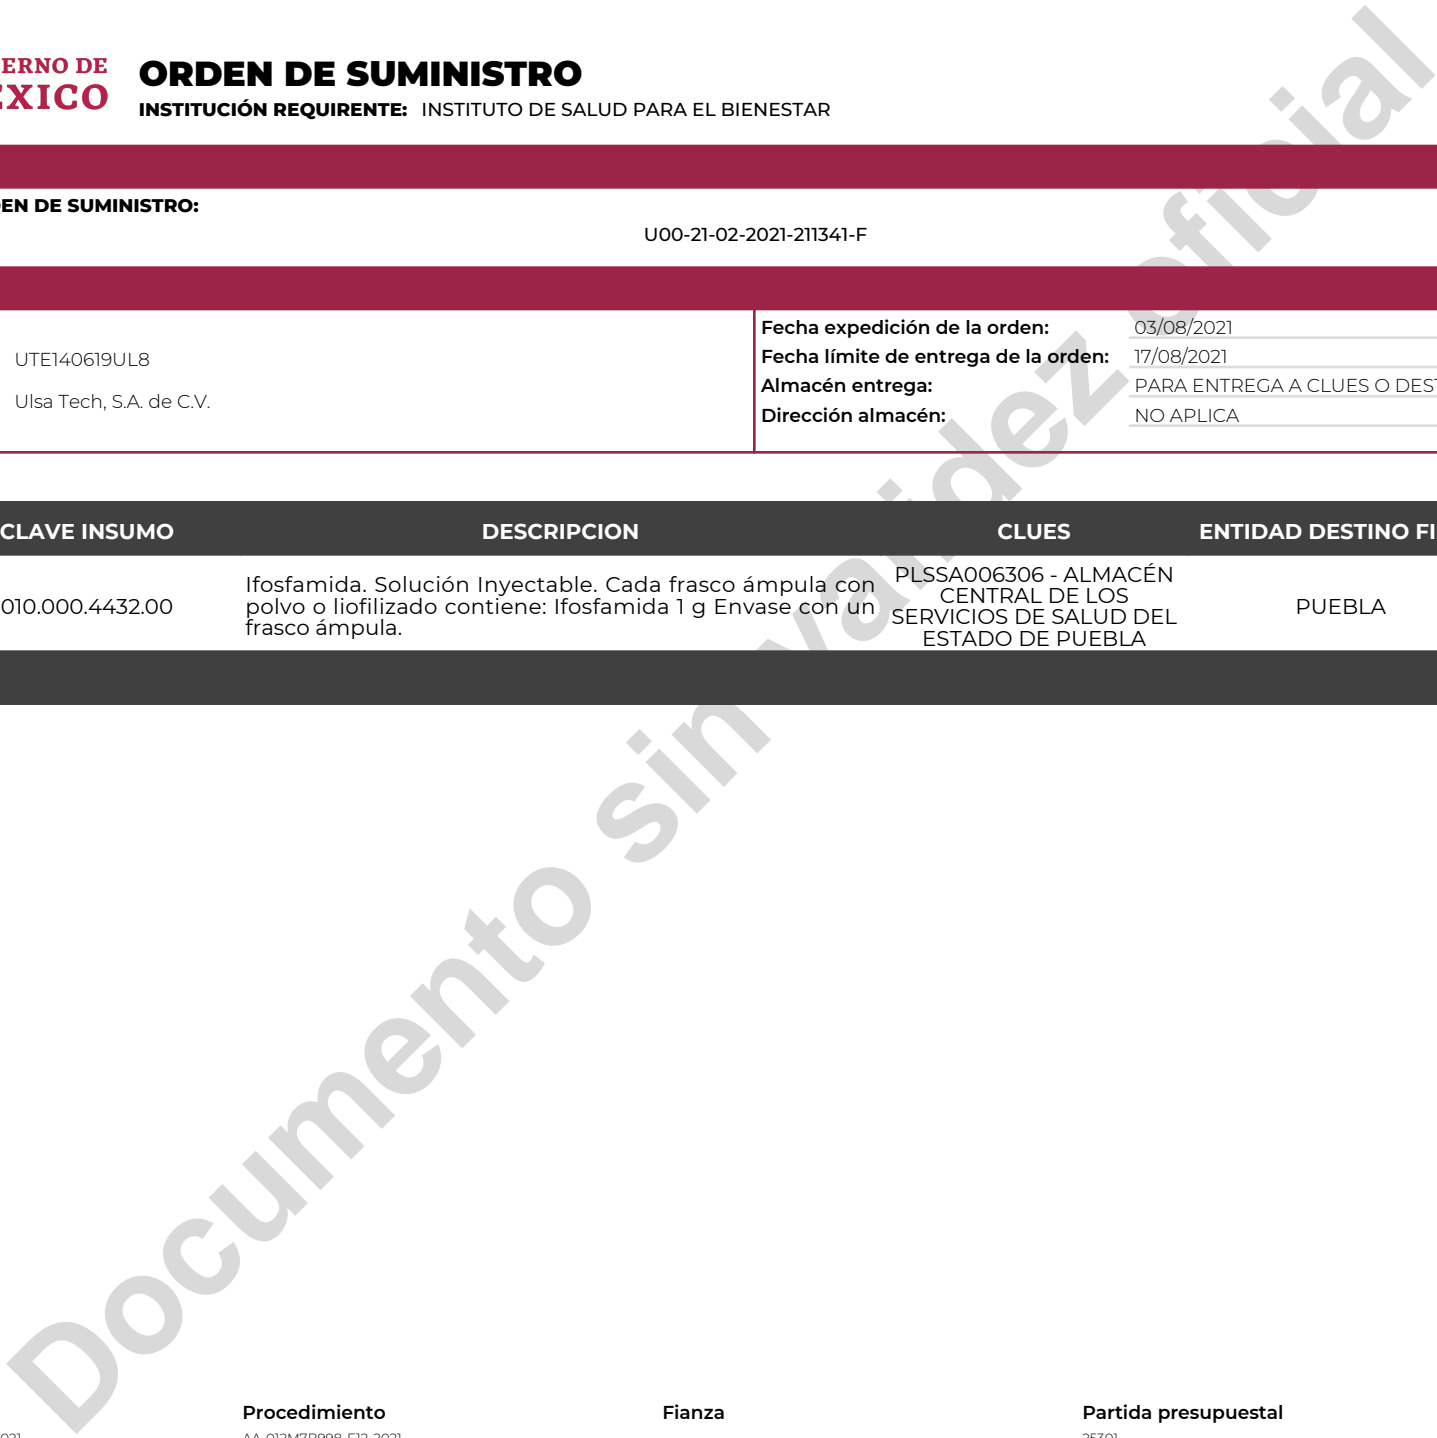 ERNO DE
EXICO
ORDEN DE SUMINISTRO
INSTITUCIÓN REQUIRENTE: INSTITUTO DE SALUD PARA EL BIENESTAR
EN DE SUMINISTRO:
U00-21-02-2021-211341-F
UTE140619UL8
Ulsa Tech, S.A. de C.V.
Fecha expedición de la orden: 03/08/2021
Fecha límite de entrega de la orden: 17/08/2021
Almacén entrega: PARA ENTREGA A CLUES O DEST
Dirección almacén: NO APLICA
CLAVE INSUMO DESCRIPCION CLUES ENTIDAD DESTINO FI
010.000.4432.00
Ifosfamida. Solución Inyectable. Cada frasco ámpula con
polvo o liofilizado contiene: Ifosfamida 1 g Envase con un
frasco ámpula.
PLSSA006306 - ALMACÉN
CENTRAL DE LOS
SERVICIOS DE SALUD DEL
ESTADO DE PUEBLA
PUEBLA
Documento sin validez oficial
Procedimiento Fianza Partida presupuestal